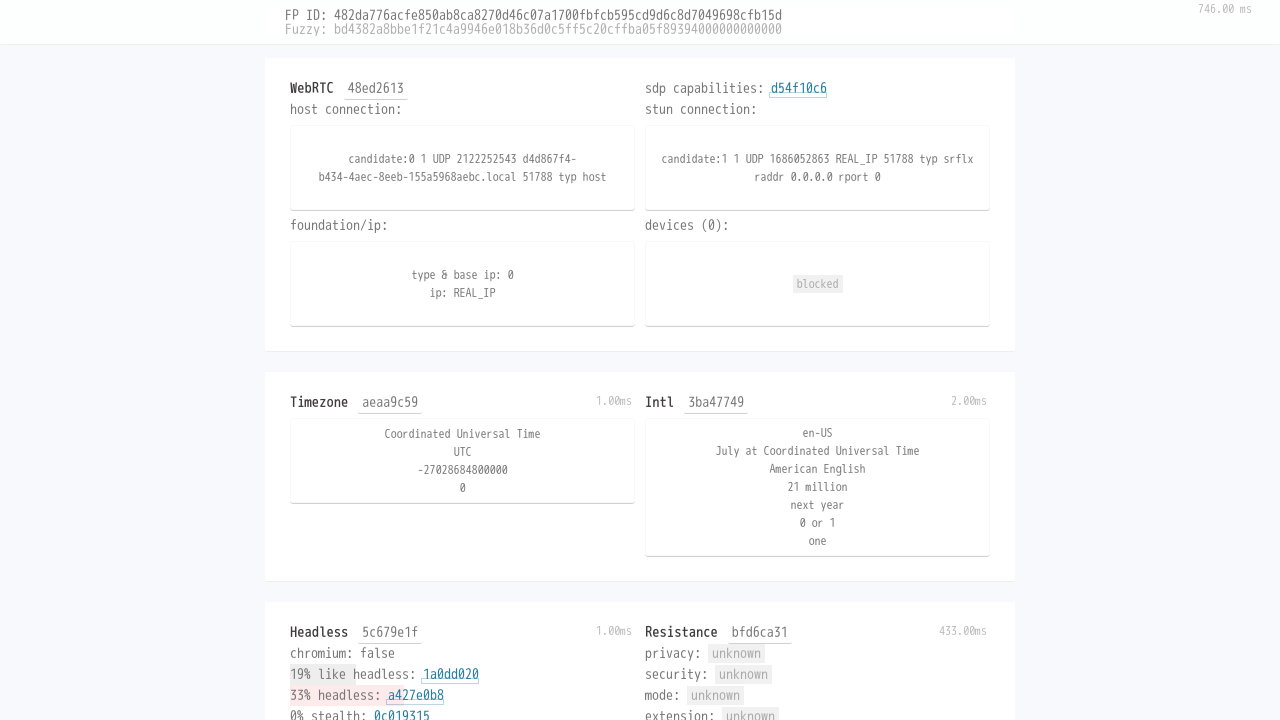 FP ID: 482da776acfe850ab8ca8270d46c07a1700fbfcb595cd9d6c8d7049698cfb15d
Fuzzy: bd4382a8bbe1f21c4a9946e018b36d0c5ff5c20cffba05f89394000000000000
746.00 ms
WebRTC 48ed2613
host connection:
candidate:0 1 UDP 2122252543 d4d867f4-
b434-4aec-8eeb-155a5968aebc.local 51788 typ host
foundation/ip:
type & base ip: 0
ip: REAL_IP
sdp capabilities: d54f10c6
stun connection:
candidate:1 1 UDP 1686052863 REAL_IP 51788 typ srflx
raddr 0.0.0.0 rport 0
devices (0):
blocked
Timezone aeaa9c59 1.00ms
Coordinated Universal Time
UTC
-27028684800000
0
Intl 3ba47749 2.00ms
en-US
July at Coordinated Universal Time
American English
21 million
next year
0 or 1
one
Headless 5c679e1f 1.00ms
chromium: false
19% like headless: 1a0dd020
33% headless: a427e0b8
0% stealth: 0c019315
Resistance bfd6ca31 433.00ms
privacy: unknown
security: unknown
mode: unknown
extension: unknown